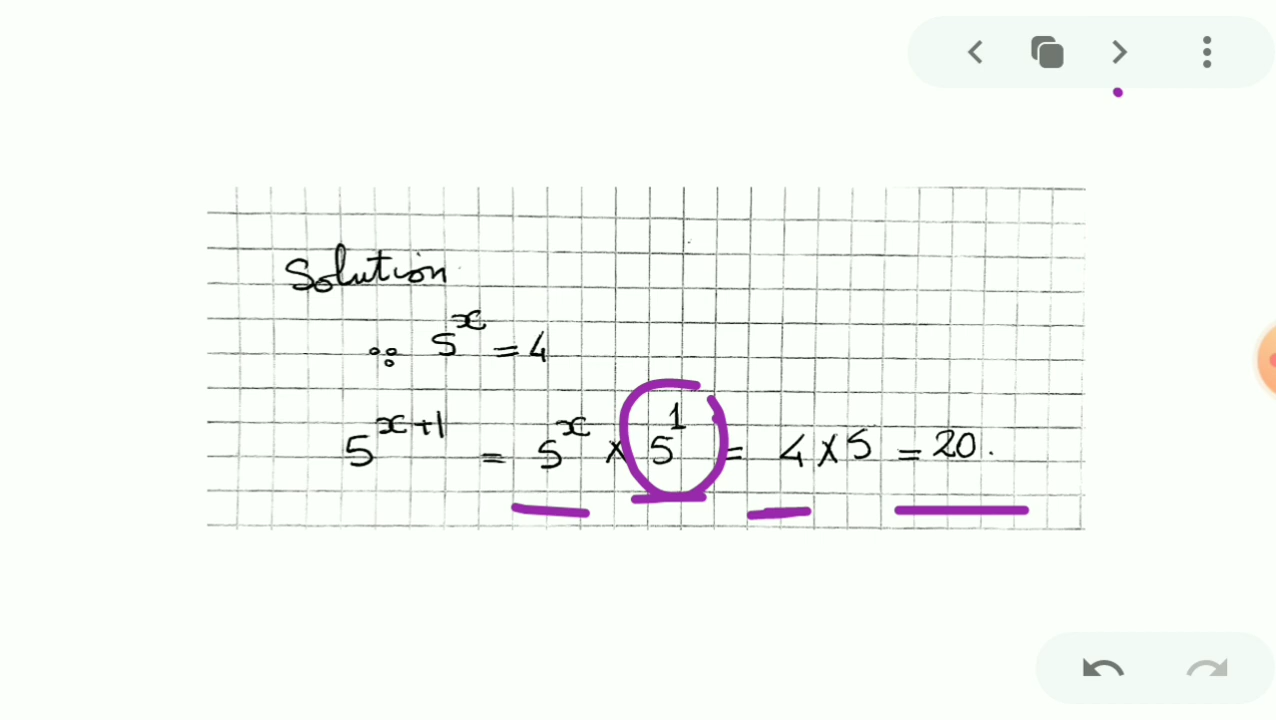 Solution
∵ 5^x = 4
5^{x+1} = 5^x × 5^1 = 4 × 5 = 20.